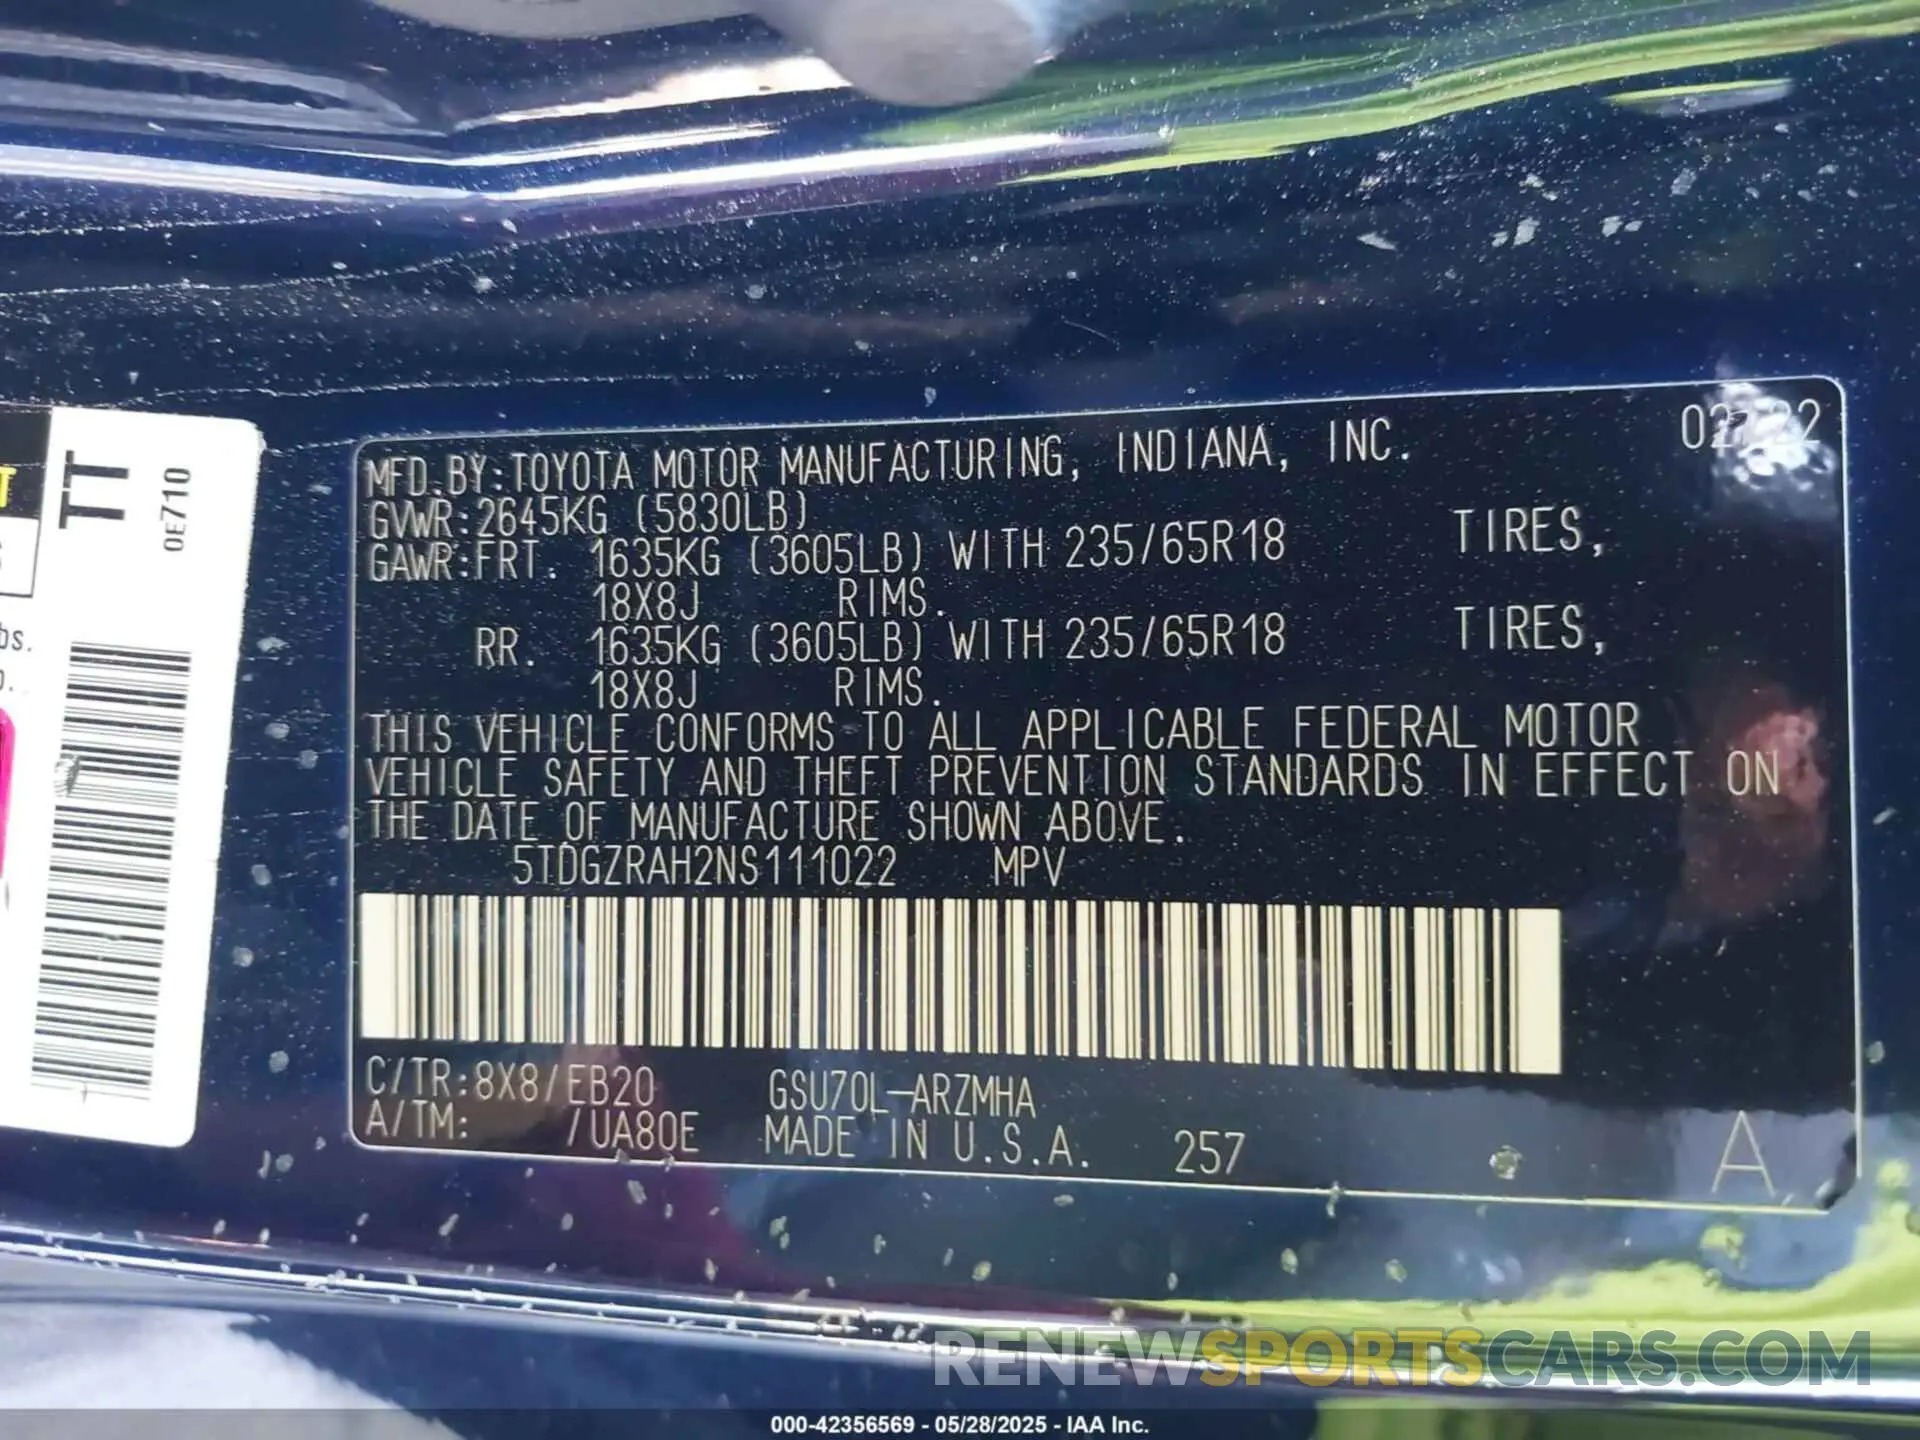 MFD.BY:TOYOTA MOTOR MANUFACTURING, INDIANA, INC. 02/22
GVWR:2645KG (5830LB)
GAWR:FRT. 1635KG (3605LB) WITH 235/65R18 TIRES,
18X8J RIMS.
RR. 1635KG (3605LB) WITH 235/65R18 TIRES,
18X8J RIMS.
THIS VEHICLE CONFORMS TO ALL APPLICABLE FEDERAL MOTOR
VEHICLE SAFETY AND THEFT PREVENTION STANDARDS IN EFFECT ON
THE DATE OF MANUFACTURE SHOWN ABOVE.
5TDGZRAH2NS111022 MPV
C/TR:8X8/EB20 GSU70L-ARZMHA
A/TM: /UA80E MADE IN U.S.A. 257 A
TT
0E710
RENEWSPORTSCARS.COM
000-42356569 - 05/28/2025 - IAA Inc.